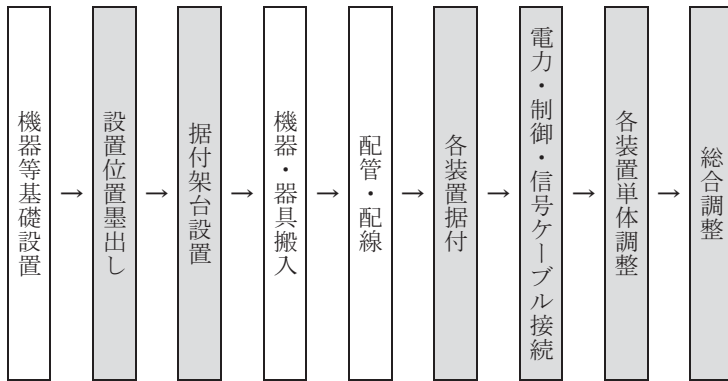 機器等基礎設置
→
設置位置墨出し
→
据付架台設置
→
機器・器具搬入
→
配管・配線
→
各装置据付
→
電力・制御・信号ケーブル接続
→
各装置単体調整
→
総合調整